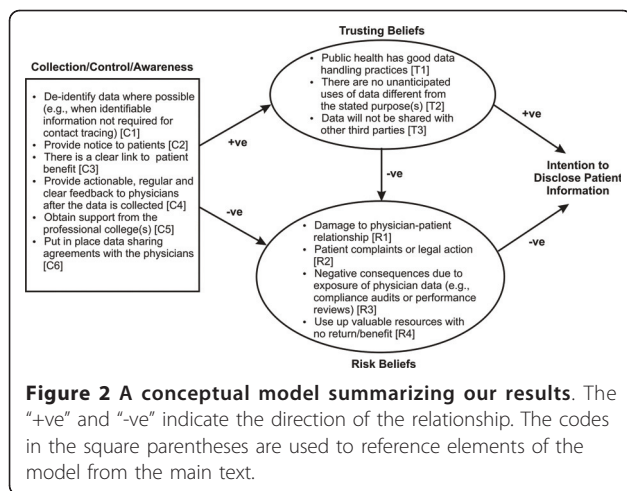 Trusting Beliefs
Collection/Control/Awareness
• De-identify data where possible
(e.g., when identifiable
information not required for
contact tracing) [C1]
• Provide notice to patients [C2]
• There is a clear link to patient
benefit [C3]
• Provide actionable, regular and
clear feedback to physicians
after the data is collected [C4]
• Obtain support from the
professional college(s) [C5]
• Put in place data sharing
agreements with the physicians
[C6]
+ve
-ve
• Public health has good data
handling practices [T1]
• There are no unanticipated
uses of data different from
the stated purpose(s) [T2]
• Data will not be shared with
other third parties [T3]
-ve
+ve
Intention to
Disclose Patient
Information
-ve
• Damage to physician-patient
relationship [R1]
• Patient complaints or legal action
[R2]
• Negative consequences due to
exposure of physician data (e.g.,
compliance audits or performance
reviews) [R3]
• Use up valuable resources with
no return/benefit [R4]
Risk Beliefs
Figure 2 A conceptual model summarizing our results. The
"+ve" and "-ve" indicate the direction of the relationship. The codes
in the square parentheses are used to reference elements of the
model from the main text.